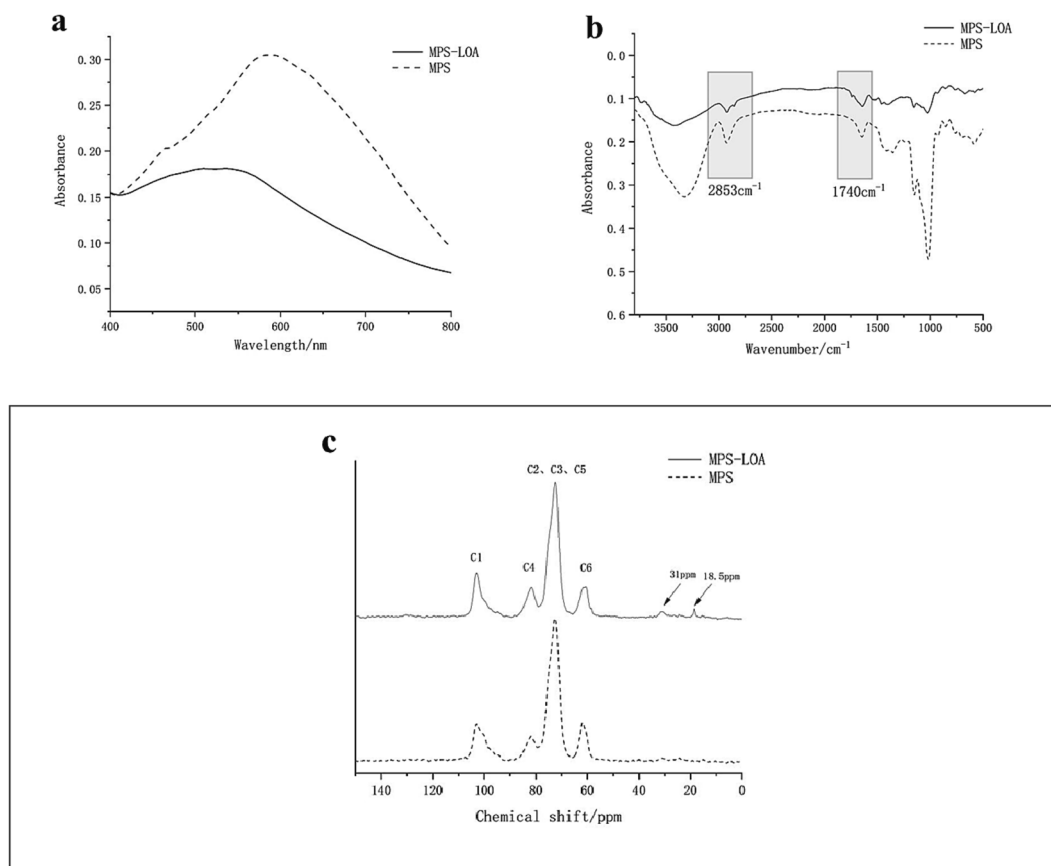 a
MPS-LOA
MPS
0.30
0.25
0.20
0.15
0.10
0.05
Absorbance
400
500
600
700
800
Wavelength/nm
b
MPS-LOA
MPS
0.0
0.1
0.2
0.3
0.4
0.5
0.6
Absorbance
2853cm⁻¹
1740cm⁻¹
3500
3000
2500
2000
1500
1000
500
Wavenumber/cm⁻¹
c
MPS-LOA
MPS
C2、C3、C5
C1
C4
C6
31ppm
18.5ppm
140
120
100
80
60
40
20
0
Chemical shift/ppm